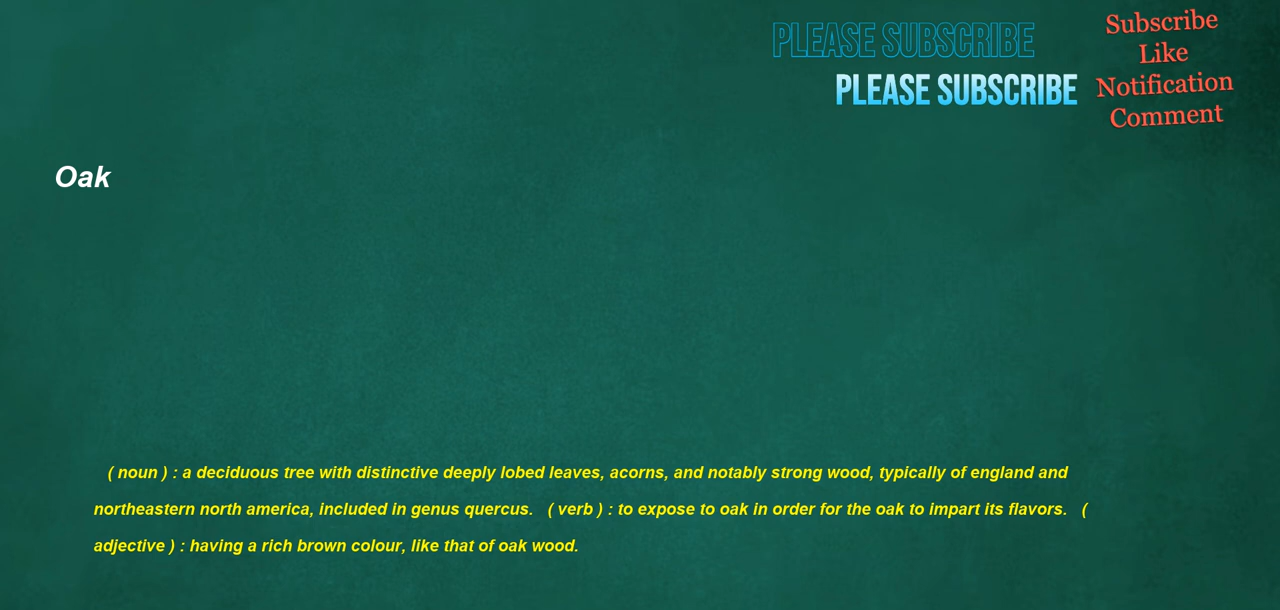 PLEASE SUBSCRIBE
PLEASE SUBSCRIBE
Subscribe
Like
Notification
Comment
Oak
( noun ) : a deciduous tree with distinctive deeply lobed leaves, acorns, and notably strong wood, typically of england and
northeastern north america, included in genus quercus. ( verb ) : to expose to oak in order for the oak to impart its flavors. (
adjective ) : having a rich brown colour, like that of oak wood.